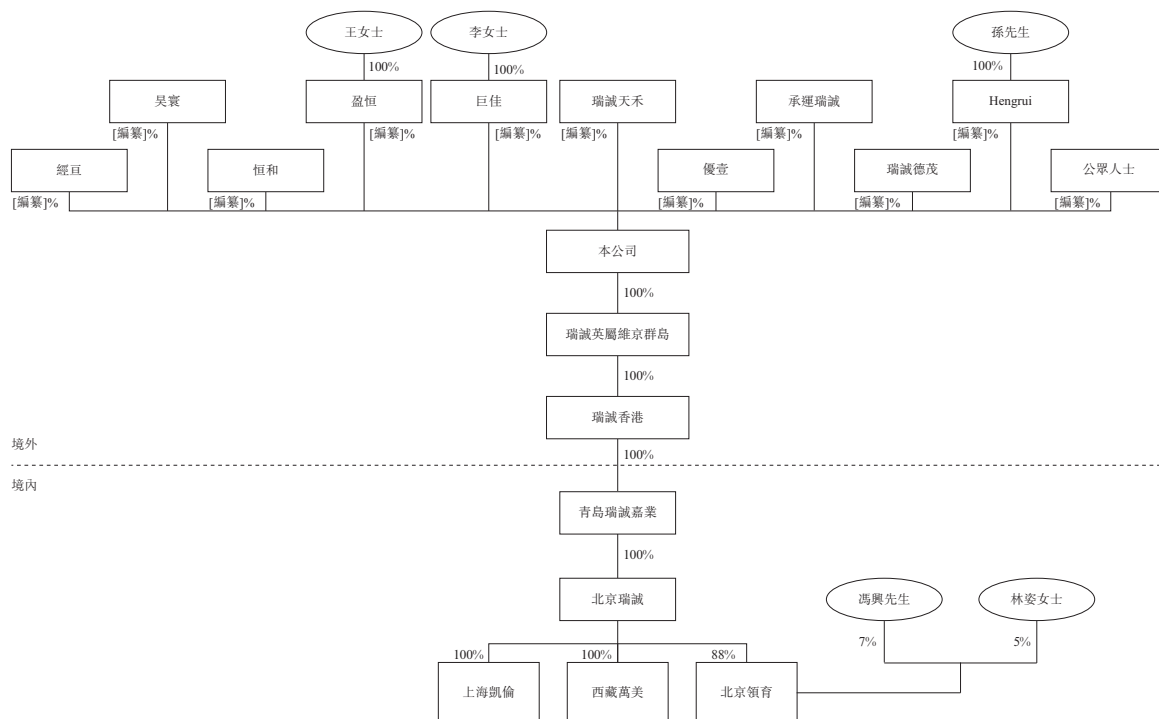 王女士
李女士
孫先生
100%
100%
100%
昊寰
盈恒
巨佳
瑞誠天禾
承運瑞誠
Hengrui
[編纂]%
[編纂]%
[編纂]%
[編纂]%
[編纂]%
[編纂]%
經亘
恒和
優壹
瑞誠德茂
公眾人士
[編纂]%
[編纂]%
[編纂]%
[編纂]%
[編纂]%
本公司
100%
瑞誠英屬維京群島
100%
瑞誠香港
境外
100%
境內
青島瑞誠嘉業
100%
北京瑞誠
馮興先生
林姿女士
7%
5%
100%
100%
88%
上海凱倫
西藏萬美
北京領育